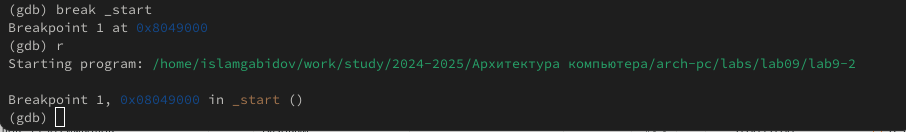 (gdb) break _start
Breakpoint 1 at 0x8049000
(gdb) r
Starting program: /home/islamgabidov/work/study/2024-2025/Архитектура компьютера/arch-pc/labs/lab09/lab9-2
Breakpoint 1, 0x08049000 in _start ()
(gdb)